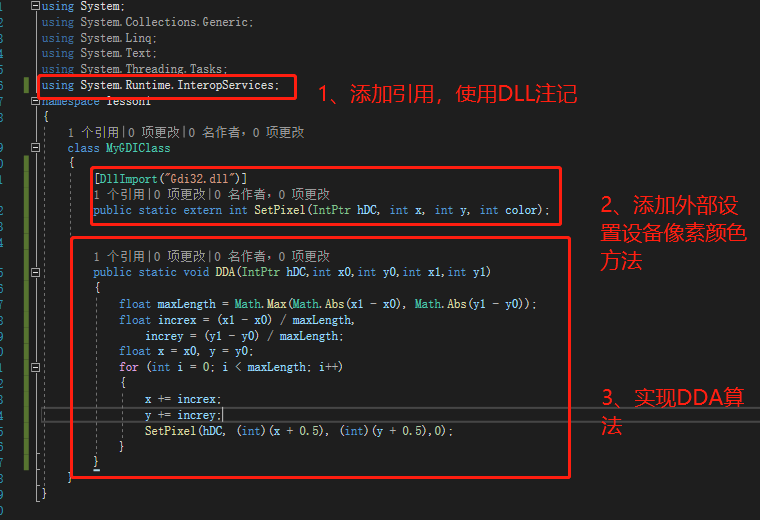 using System;
using System.Collections.Generic;
using System.Linq;
using System.Text;
using System.Threading.Tasks;
using System.Runtime.InteropServices;
1、添加引用，使用DLL注记
namespace lesson1
{
1 个引用|0 项更改|0 名作者，0 项更改
class MyGDIClass
{
[DllImport("Gdi32.dll")]
1 个引用|0 项更改|0 名作者，0 项更改
public static extern int SetPixel(IntPtr hDC, int x, int y, int color);
2、添加外部设
置设备像素颜色
方法
1 个引用|0 项更改|0 名作者，0 项更改
public static void DDA(IntPtr hDC,int x0,int y0,int x1,int y1)
{
float maxLength = Math.Max(Math.Abs(x1 - x0), Math.Abs(y1 - y0));
float increx = (x1 - x0) / maxLength,
increy = (y1 - y0) / maxLength;
float x = x0, y = y0;
for (int i = 0; i < maxLength; i++)
{
x += increx;
y += increy;
SetPixel(hDC, (int)(x + 0.5), (int)(y + 0.5),0);
}
}
3、实现DDA算
法
}
}